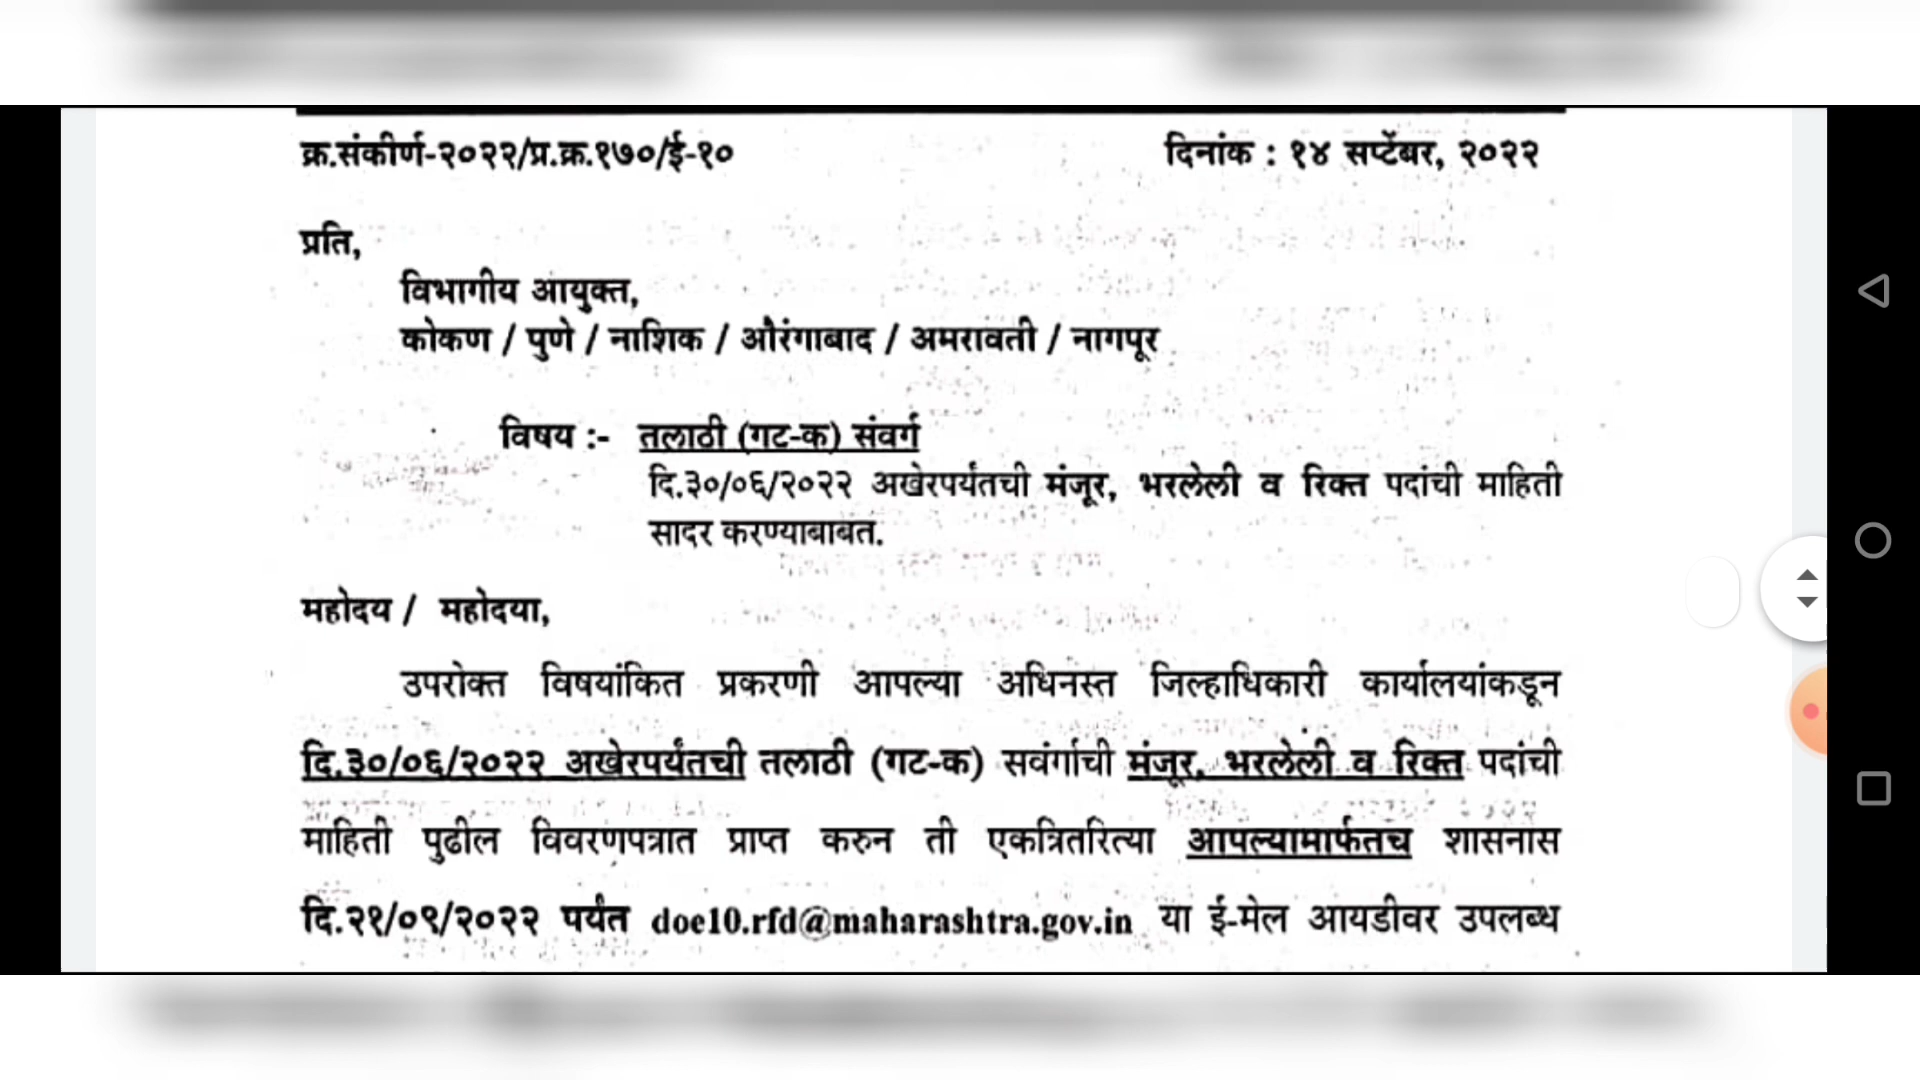 क्र.संकीर्ण-२०२२/प्र.क्र.१७०/ई-१० दिनांक : १४ सप्टेंबर, २०२२
प्रति,
विभागीय आयुक्त,
कोकण / पुणे / नाशिक / औरंगाबाद / अमरावती / नागपूर
विषय :- तलाठी (गट-क) संवर्ग
दि.३०/०६/२०२२ अखेरपर्यंतची मंजूर, भरलेली व रिक्त पदांची माहिती
सादर करण्याबाबत.
महोदय / महोदया,
उपरोक्त विषयांकित प्रकरणी आपल्या अधिनस्त जिल्हाधिकारी कार्यालयांकडून
दि.३०/०६/२०२२ अखेरपर्यंतची तलाठी (गट-क) सवंर्गाची मंजूर, भरलेली व रिक्त पदांची
माहिती पुढील विवरणपत्रात प्राप्त करुन ती एकत्रितरित्या आपल्यामार्फतच शासनास
दि.२१/०९/२०२२ पर्यंत doe10.rfd@maharashtra.gov.in या ई-मेल आयडीवर उपलब्ध